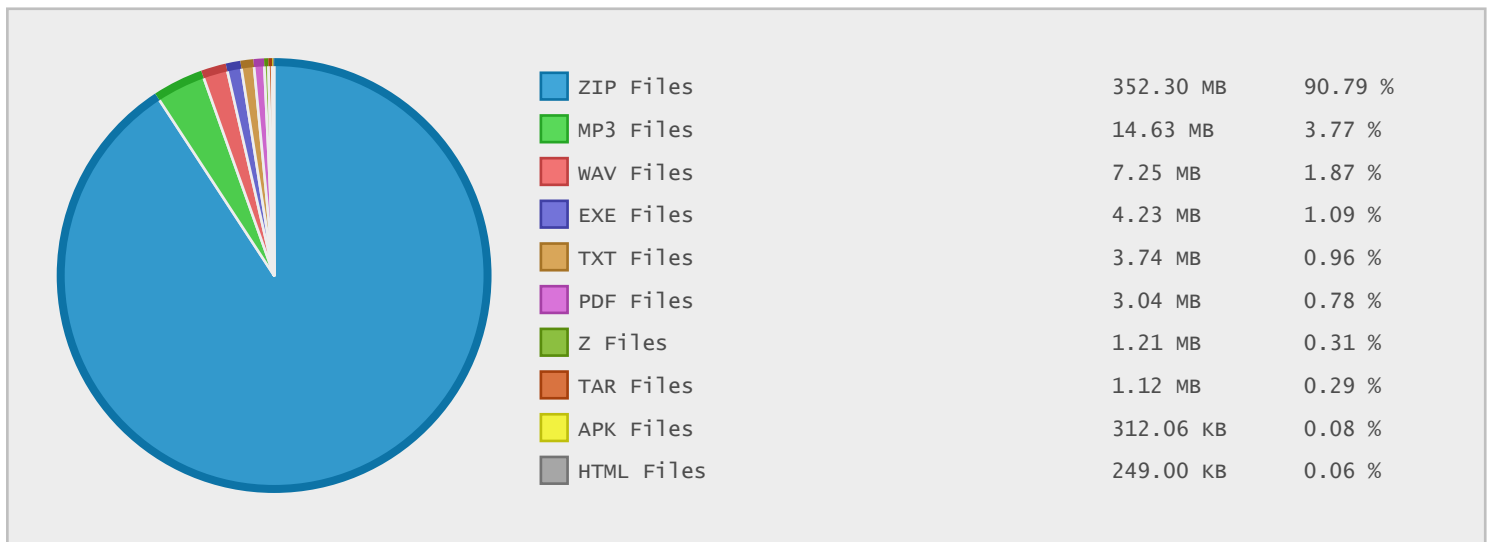 ZIP Files 352.30 MB 90.79 %
MP3 Files 14.63 MB 3.77 %
WAV Files 7.25 MB 1.87 %
EXE Files 4.23 MB 1.09 %
TXT Files 3.74 MB 0.96 %
PDF Files 3.04 MB 0.78 %
Z Files 1.21 MB 0.31 %
TAR Files 1.12 MB 0.29 %
APK Files 312.06 KB 0.08 %
HTML Files 249.00 KB 0.06 %